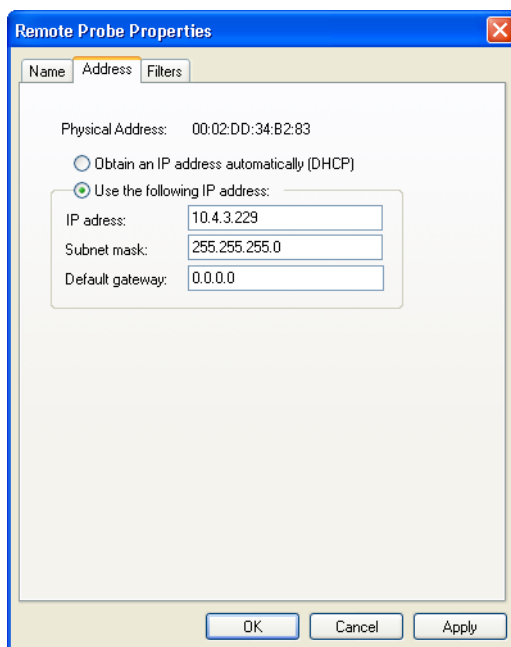 Remote Probe Properties
Name Address Filters
Physical Address: 00:02:DD:34:B2:83
Obtain an IP address automatically (DHCP)
Use the following IP address:
IP adress: 10.4.3.229
Subnet mask: 255.255.255.0
Default gateway: 0.0.0.0
OK Cancel Apply